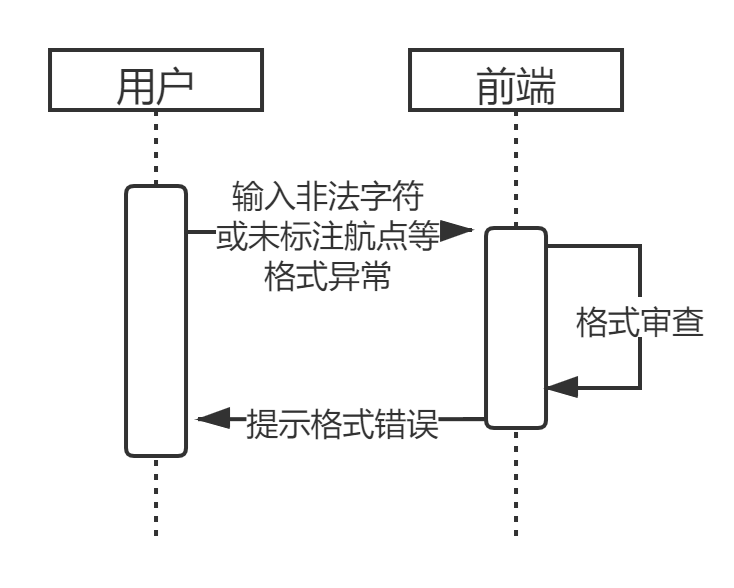 用户
前端
输入非法字符
或未标注航点等
格式异常
格式审查
提示格式错误